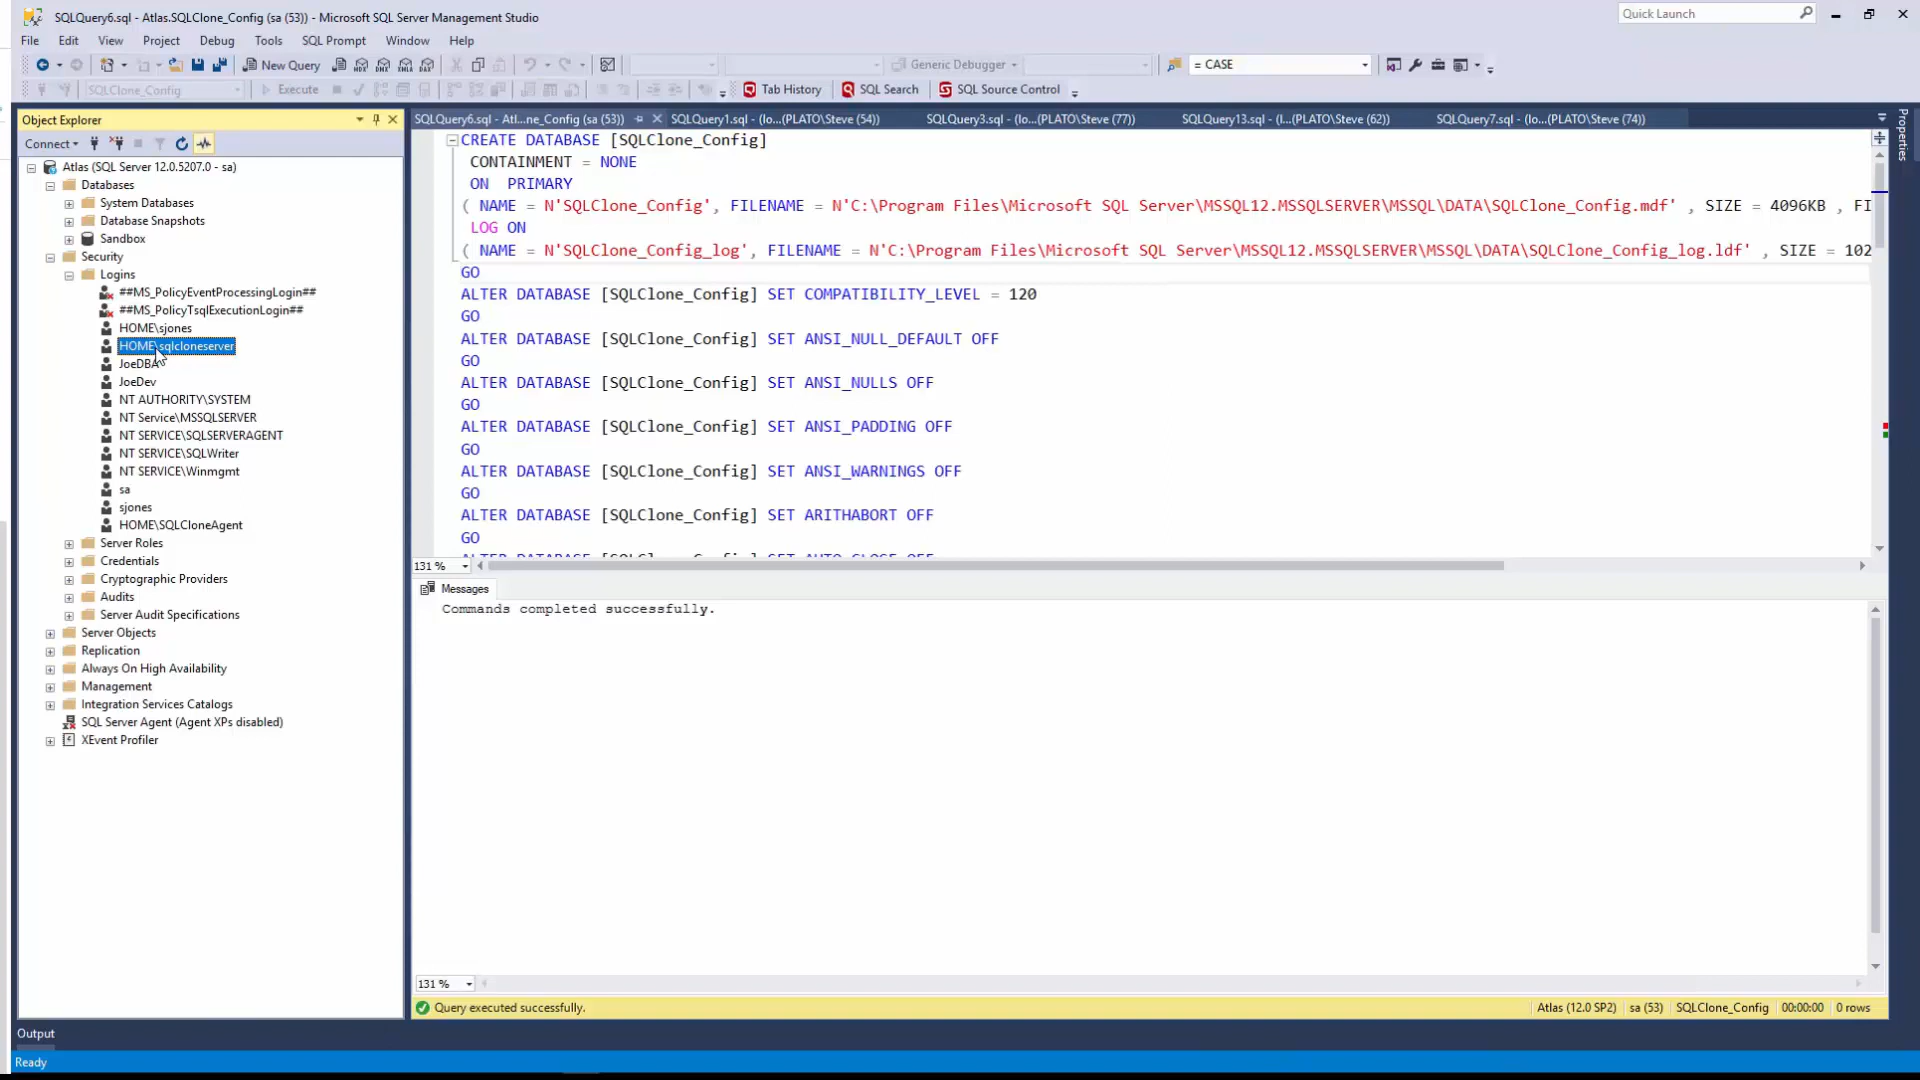 SQLQuery6.sql - Atlas.SQLClone_Config (sa (53)) - Microsoft SQL Server Management Studio
Quick Launch
File Edit View Project Debug Tools SQL Prompt Window Help
New Query
Generic Debugger
= CASE
SQLClone_Config
Execute
Tab History
SQL Search
SQL Source Control
Object Explorer
SQLQuery6.sql - Atl...ne_Config (sa (53))
SQLQuery1.sql - (lo...(PLATO\Steve (54))
SQLQuery3.sql - (lo...(PLATO\Steve (77))
SQLQuery13.sql - (l...(PLATO\Steve (62))
SQLQuery7.sql - (lo...(PLATO\Steve (74))
Properties
Connect
Atlas (SQL Server 12.0.5207.0 - sa)
Databases
System Databases
Database Snapshots
Sandbox
Security
Logins
##MS_PolicyEventProcessingLogin##
##MS_PolicyTsqlExecutionLogin##
HOME\sjones
HOME\sqlcloneserver
JoeDBA
JoeDev
NT AUTHORITY\SYSTEM
NT Service\MSSQLSERVER
NT SERVICE\SQLSERVERAGENT
NT SERVICE\SQLWriter
NT SERVICE\Winmgmt
sa
sjones
HOME\SQLCloneAgent
Server Roles
Credentials
Cryptographic Providers
Audits
Server Audit Specifications
Server Objects
Replication
Always On High Availability
Management
Integration Services Catalogs
SQL Server Agent (Agent XPs disabled)
XEvent Profiler
CREATE DATABASE [SQLClone_Config]
CONTAINMENT = NONE
ON PRIMARY
( NAME = N'SQLClone_Config', FILENAME = N'C:\Program Files\Microsoft SQL Server\MSSQL12.MSSQLSERVER\MSSQL\DATA\SQLClone_Config.mdf' , SIZE = 4096KB , FI
LOG ON
( NAME = N'SQLClone_Config_log', FILENAME = N'C:\Program Files\Microsoft SQL Server\MSSQL12.MSSQLSERVER\MSSQL\DATA\SQLClone_Config_log.ldf' , SIZE = 102
GO
ALTER DATABASE [SQLClone_Config] SET COMPATIBILITY_LEVEL = 120
GO
ALTER DATABASE [SQLClone_Config] SET ANSI_NULL_DEFAULT OFF
GO
ALTER DATABASE [SQLClone_Config] SET ANSI_NULLS OFF
GO
ALTER DATABASE [SQLClone_Config] SET ANSI_PADDING OFF
GO
ALTER DATABASE [SQLClone_Config] SET ANSI_WARNINGS OFF
GO
ALTER DATABASE [SQLClone_Config] SET ARITHABORT OFF
GO
ALTER DATABASE [SQLClone_Config] SET AUTO_CLOSE OFF
131 %
Messages
Commands completed successfully.
131 %
Query executed successfully.
Atlas (12.0 SP2) sa (53) SQLClone_Config 00:00:00 0 rows
Output
Ready